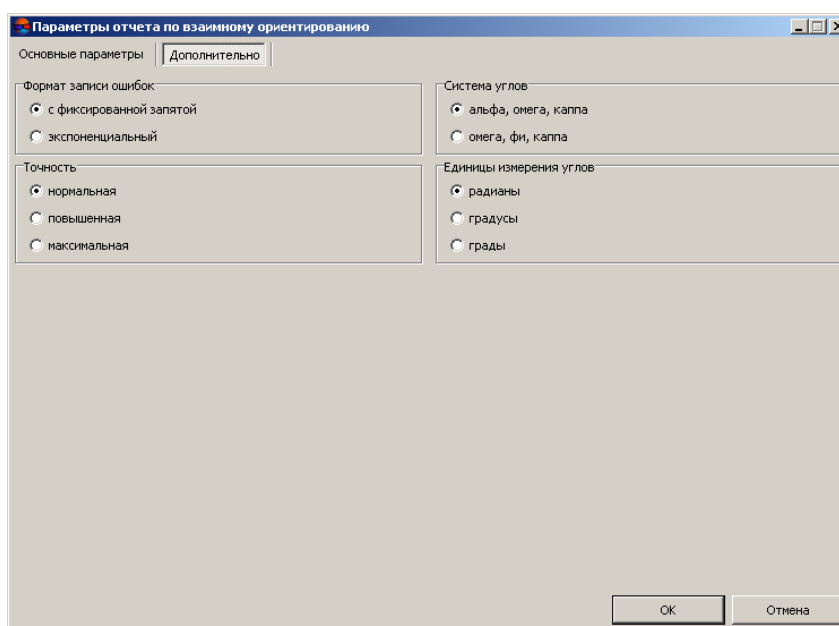 Параметры отчета по взаимному ориентированию
Основные параметры
Дополнительно
Формат записи ошибок
с фиксированной запятой
экспоненциальный
Система углов
альфа, омега, каппа
омега, фи, каппа
Точность
нормальная
повышенная
максимальная
Единицы измерения углов
радианы
градусы
грады
OK
Отмена